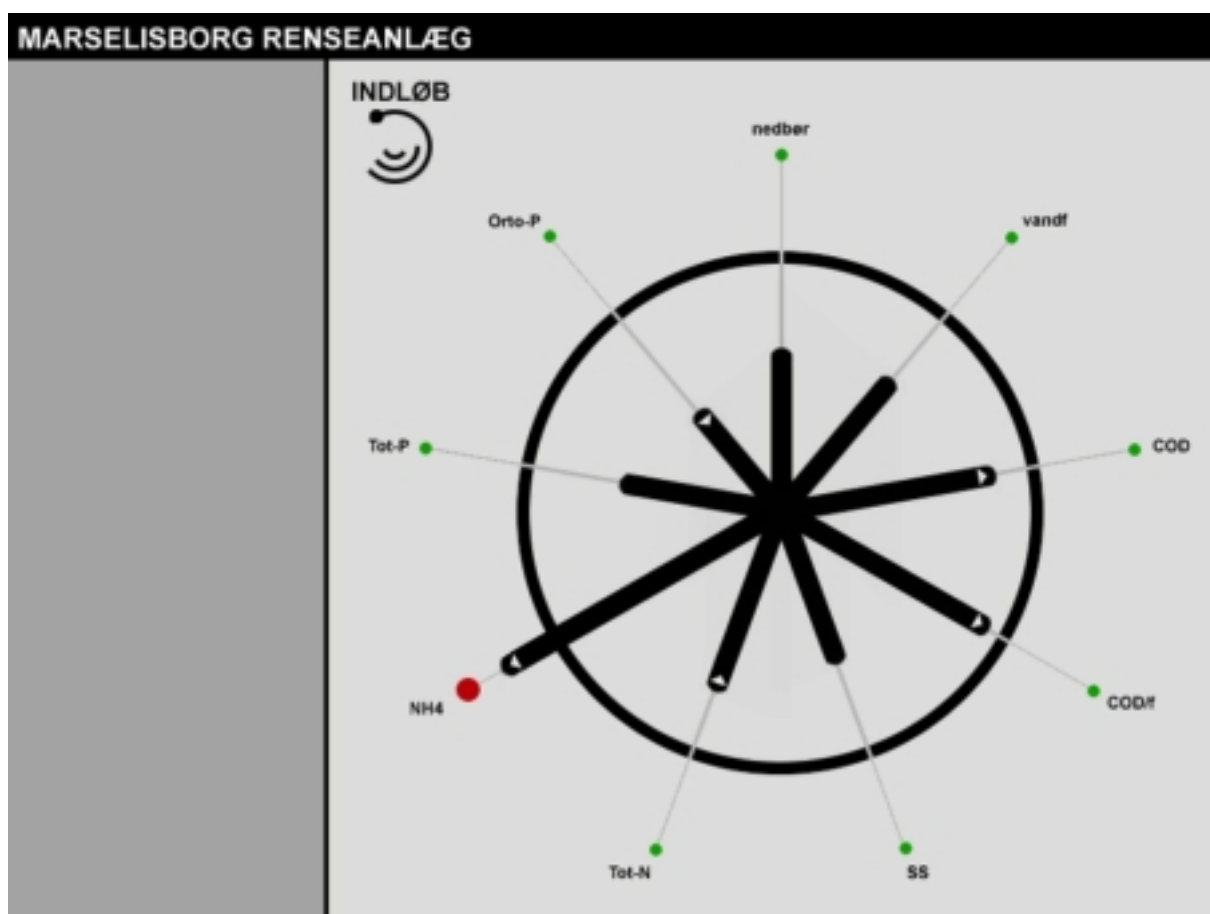 MARSELISBORG RENSEANLÆG
INDLØB
nedbør
vandf
COD
COD/f
SS
Tot-N
NH4
Tot-P
Orto-P